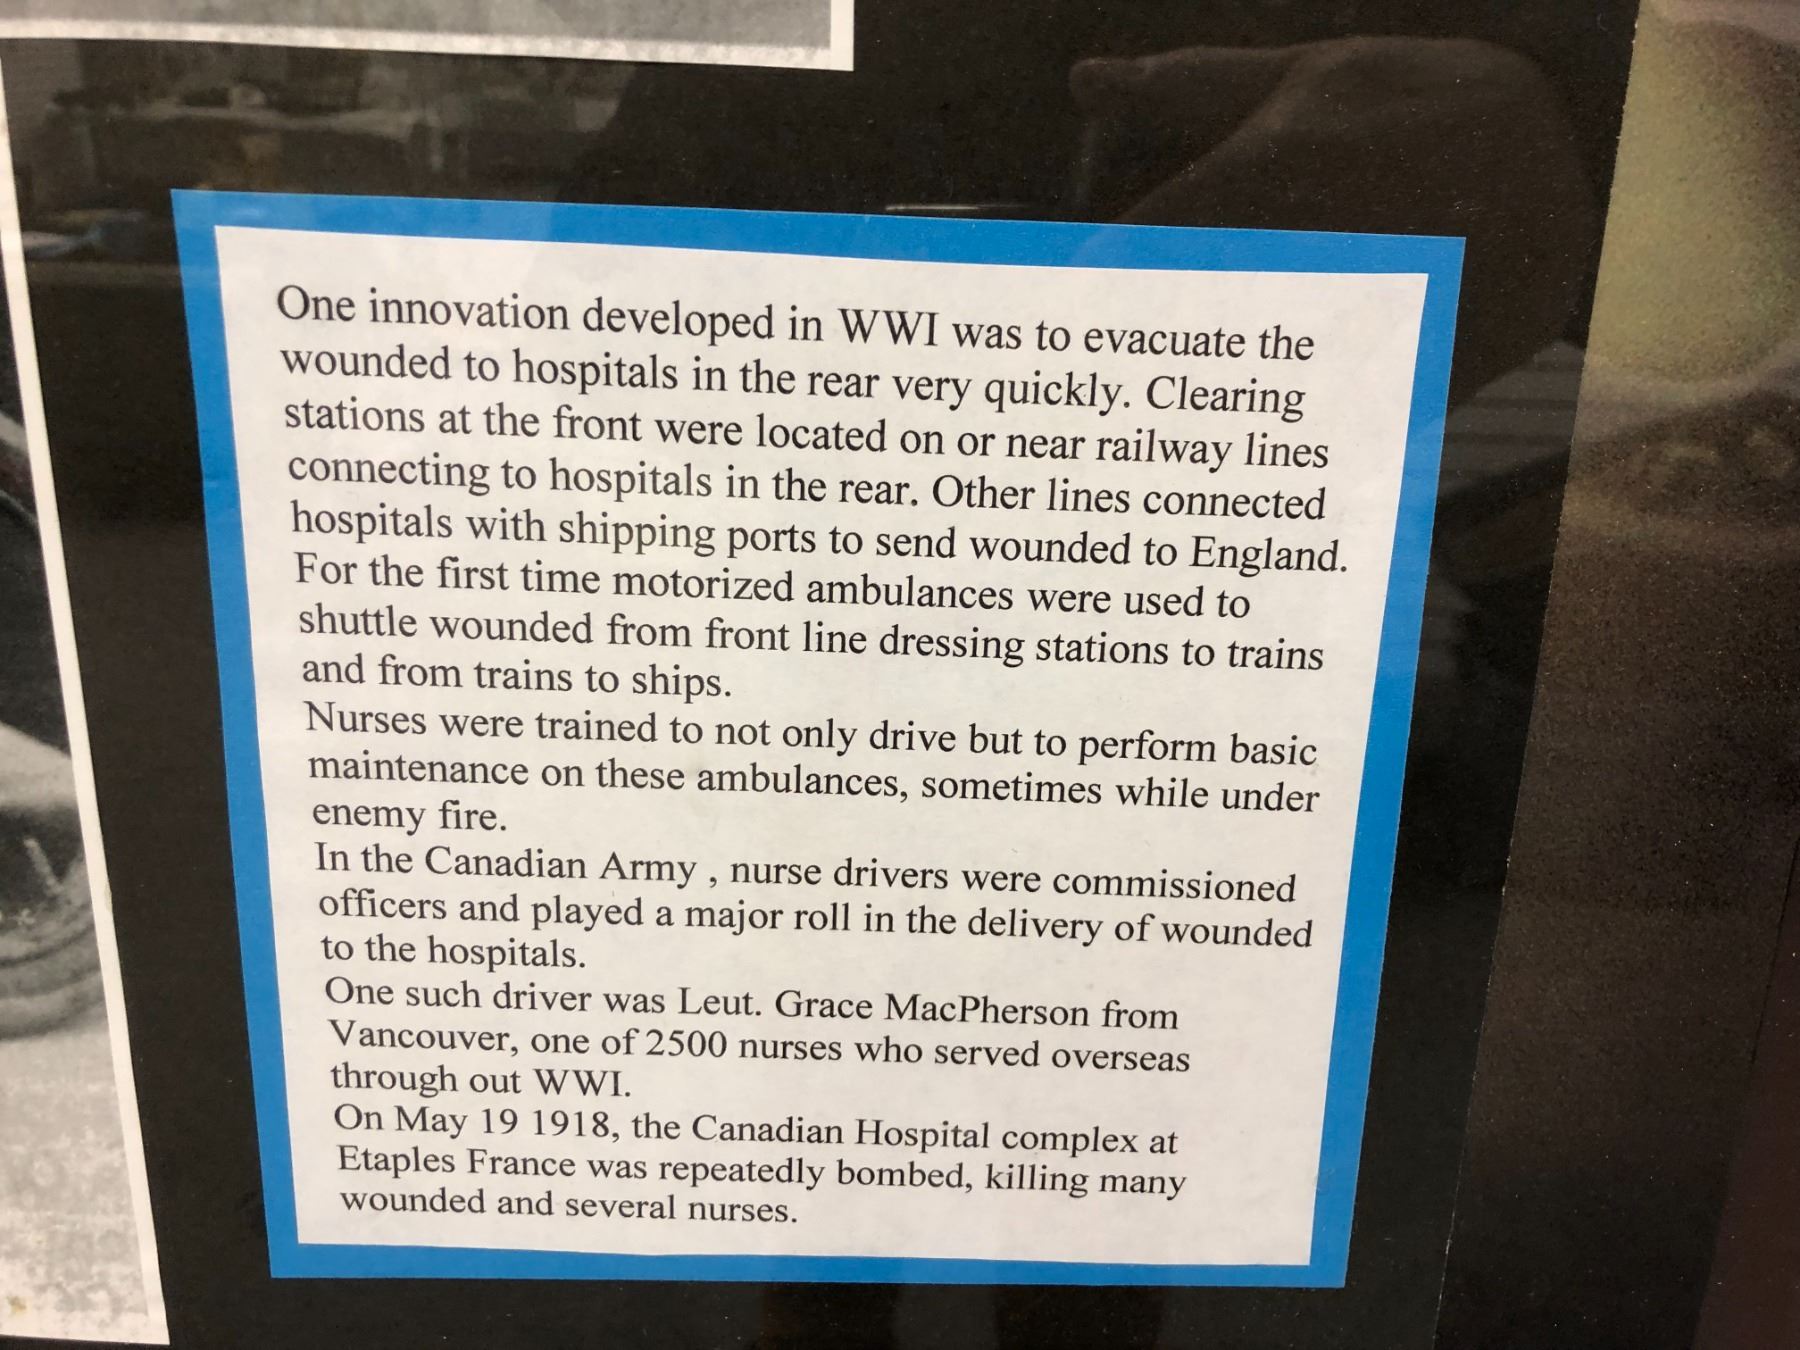 One innovation developed in WWI was to evacuate the
wounded to hospitals in the rear very quickly. Clearing
stations at the front were located on or near railway lines
connecting to hospitals in the rear. Other lines connected
hospitals with shipping ports to send wounded to England.
For the first time motorized ambulances were used to
shuttle wounded from front line dressing stations to trains
and from trains to ships.
Nurses were trained to not only drive but to perform basic
maintenance on these ambulances, sometimes while under
enemy fire.
In the Canadian Army , nurse drivers were commissioned
officers and played a major roll in the delivery of wounded
to the hospitals.
One such driver was Leut. Grace MacPherson from
Vancouver, one of 2500 nurses who served overseas
through out WWI.
On May 19 1918, the Canadian Hospital complex at
Etaples France was repeatedly bombed, killing many
wounded and several nurses.